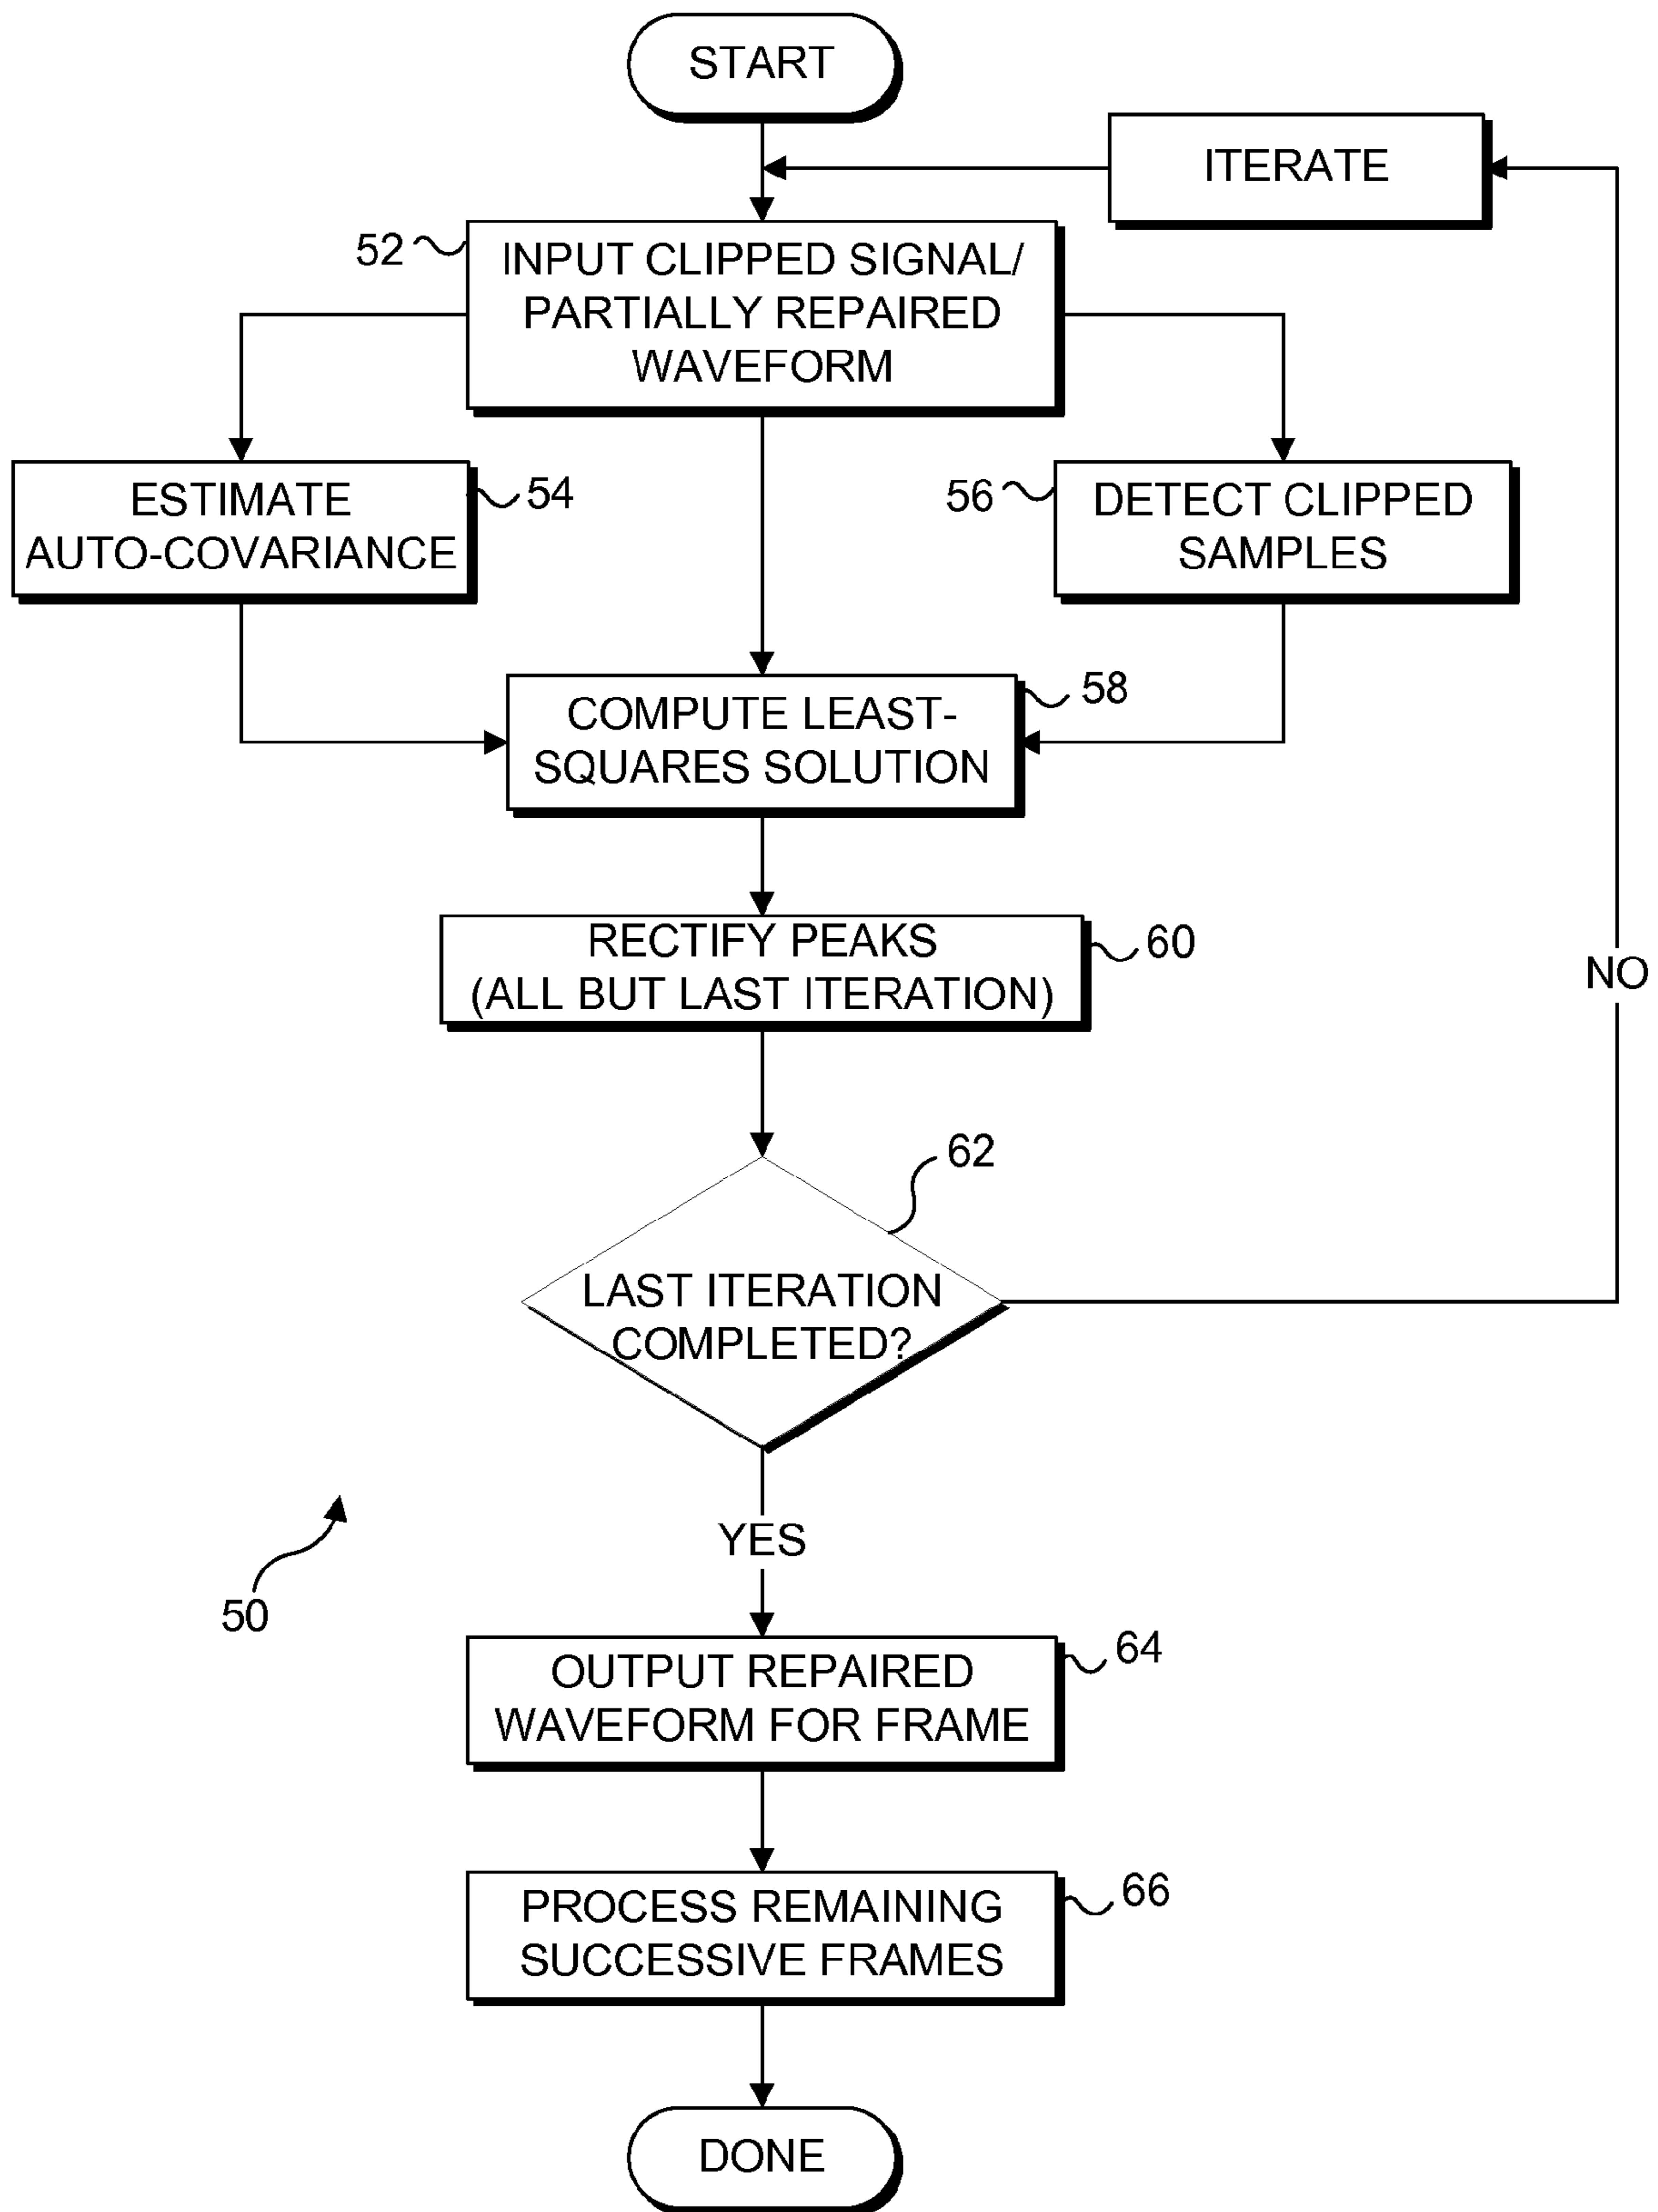 START
ITERATE
52
INPUT CLIPPED SIGNAL/
PARTIALLY REPAIRED
WAVEFORM
ESTIMATE
AUTO-COVARIANCE
54
56
DETECT CLIPPED
SAMPLES
58
COMPUTE LEAST-
SQUARES SOLUTION
RECTIFY PEAKS
(ALL BUT LAST ITERATION)
60
NO
62
LAST ITERATION
COMPLETED?
YES
50
OUTPUT REPAIRED
WAVEFORM FOR FRAME
64
PROCESS REMAINING
SUCCESSIVE FRAMES
66
DONE